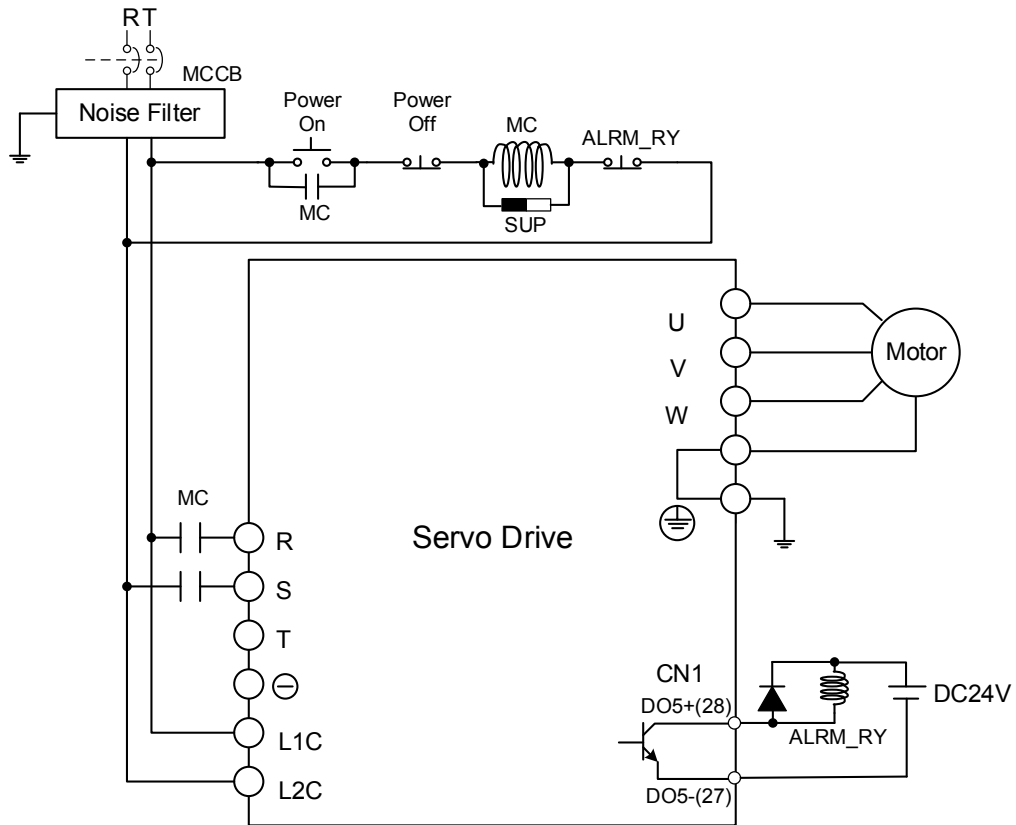 R T
MCCB
Noise Filter
Power
On
Power
Off
MC
ALRM_RY
MC
SUP
U
V
W
Motor
MC
R
S
T
L1C
L2C
Servo Drive
CN1
DO5+(28)
DO5-(27)
ALRM_RY
DC24V